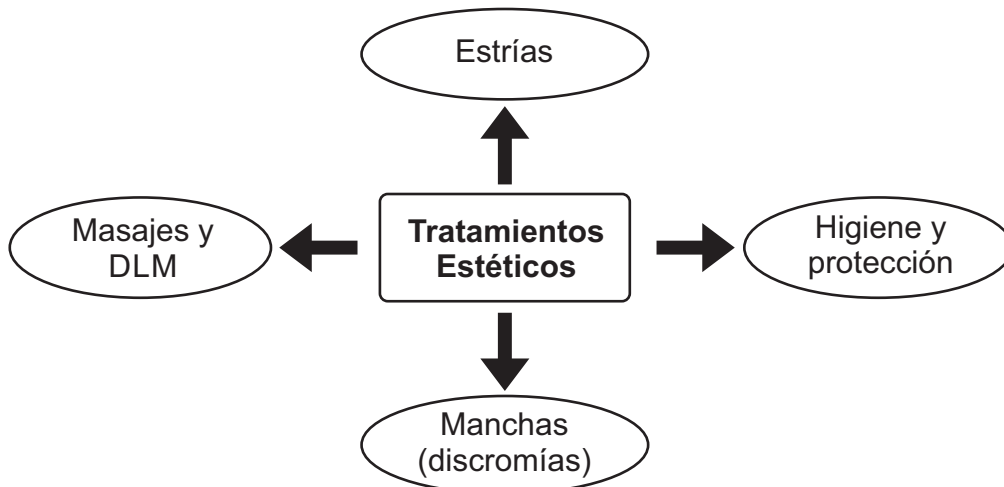 Estrías
Masajes y
DLM
Tratamientos
Estéticos
Higiene y
protección
Manchas
(discromías)